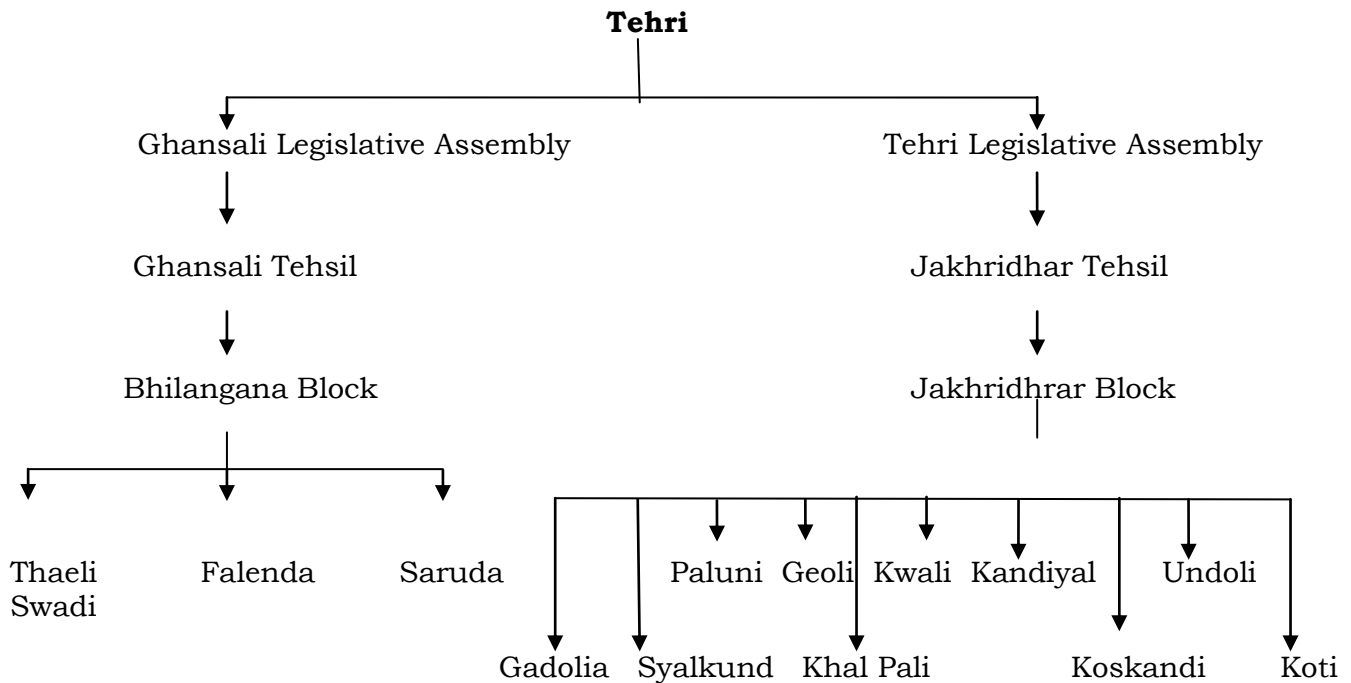 Tehri
Ghansali Legislative Assembly
Tehri Legislative Assembly
Ghansali Tehsil
Jakhridhar Tehsil
Bhilangana Block
Jakhridhrar Block
Thaeli
Swadi
Falenda
Saruda
Paluni
Geoli
Kwali
Kandiyal
Undoli
Gadolia
Syalkund
Khal Pali
Koskandi
Koti